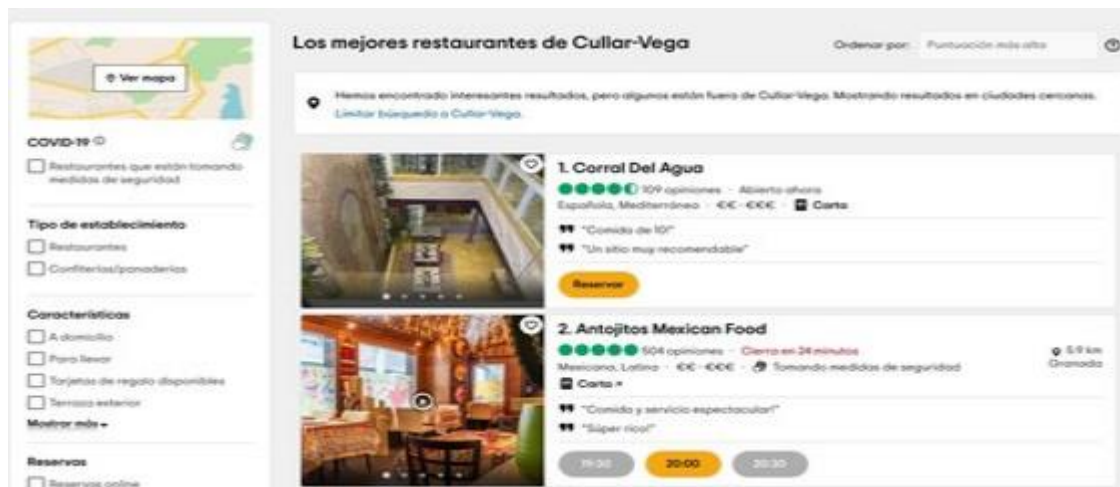 Ver mapa
COVID-19
Restaurantes que están tomando
medidas de seguridad
Tipo de establecimiento
Restaurantes
Confiterías/panaderías
Características
A domicilio
Para llevar
Tarjetas de regalo disponibles
Terraza exterior
Mostrar más
Reservas
Reservas online
Los mejores restaurantes de Cullar-Vega
Ordenar por: Puntuación más alta
Hemos encontrado interesantes resultados, pero algunos están fuera de Cullar-Vega. Mostrando resultados en ciudades cercanas.
Limitar búsqueda a Cullar-Vega.
1. Corral Del Agua
109 opiniones · Abierto ahora
Española, Mediterránea · €€ - €€€ · Carta
"Comida de 10!"
"Un sitio muy recomendable"
Reservar
2. Antojitos Mexican Food
504 opiniones · Cierra en 24 minutos
5.9 km
Mexicana, Latina · €€ - €€€ · Tomando medidas de seguridad
Granada
Carta
"Comida y servicio espectacular!"
"Súper rico!"
19:30 20:00 20:30